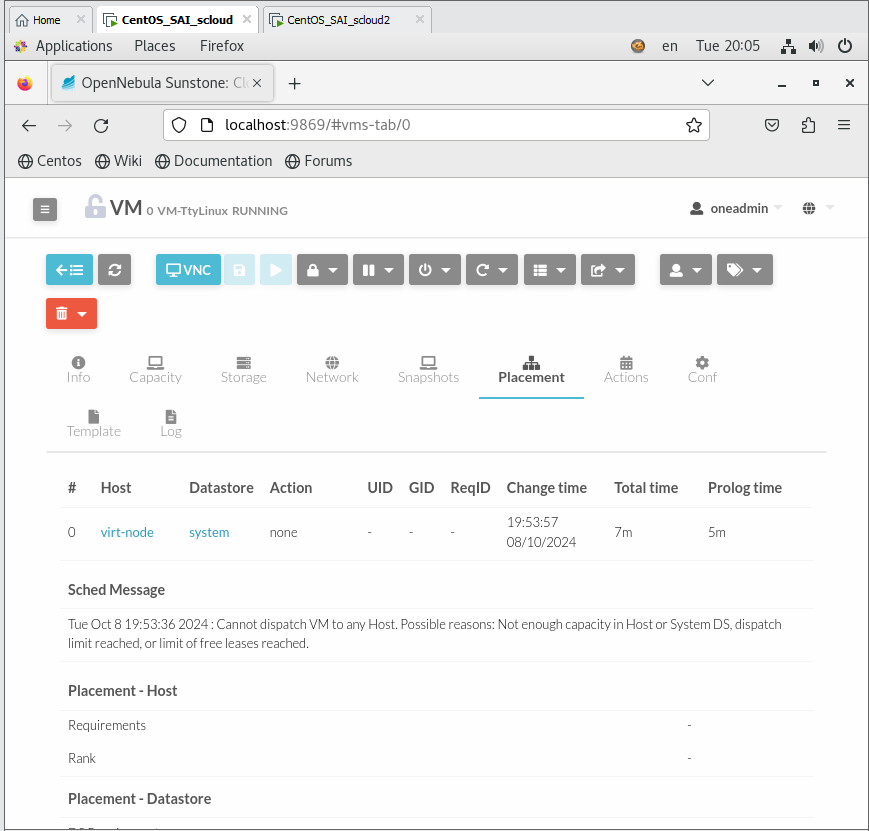 Home
CentOS_SAI_scloud
CentOS_SAI_scloud2
Applications Places Firefox en Tue 20:05
OpenNebula Sunstone: Cl
localhost:9869/#vms-tab/0
Centos Wiki Documentation Forums
VM 0 VM-TtyLinux RUNNING oneadmin
VNC
Info Capacity Storage Network Snapshots Placement Actions Conf
Template Log
# Host Datastore Action UID GID ReqID Change time Total time Prolog time
0 virt-node system none - - - 19:53:57 08/10/2024 7m 5m
Sched Message
Tue Oct 8 19:53:36 2024 : Cannot dispatch VM to any Host. Possible reasons: Not enough capacity in Host or System DS, dispatch
limit reached, or limit of free leases reached.
Placement - Host
Requirements -
Rank -
Placement - Datastore